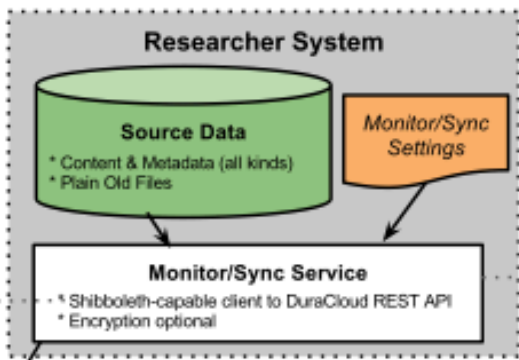 Researcher System
Source Data
* Content & Metadata (all kinds)
* Plain Old Files
Monitor/Sync
Settings
Monitor/Sync Service
* Shibboleth-capable client to DuraCloud REST API
* Encryption optional